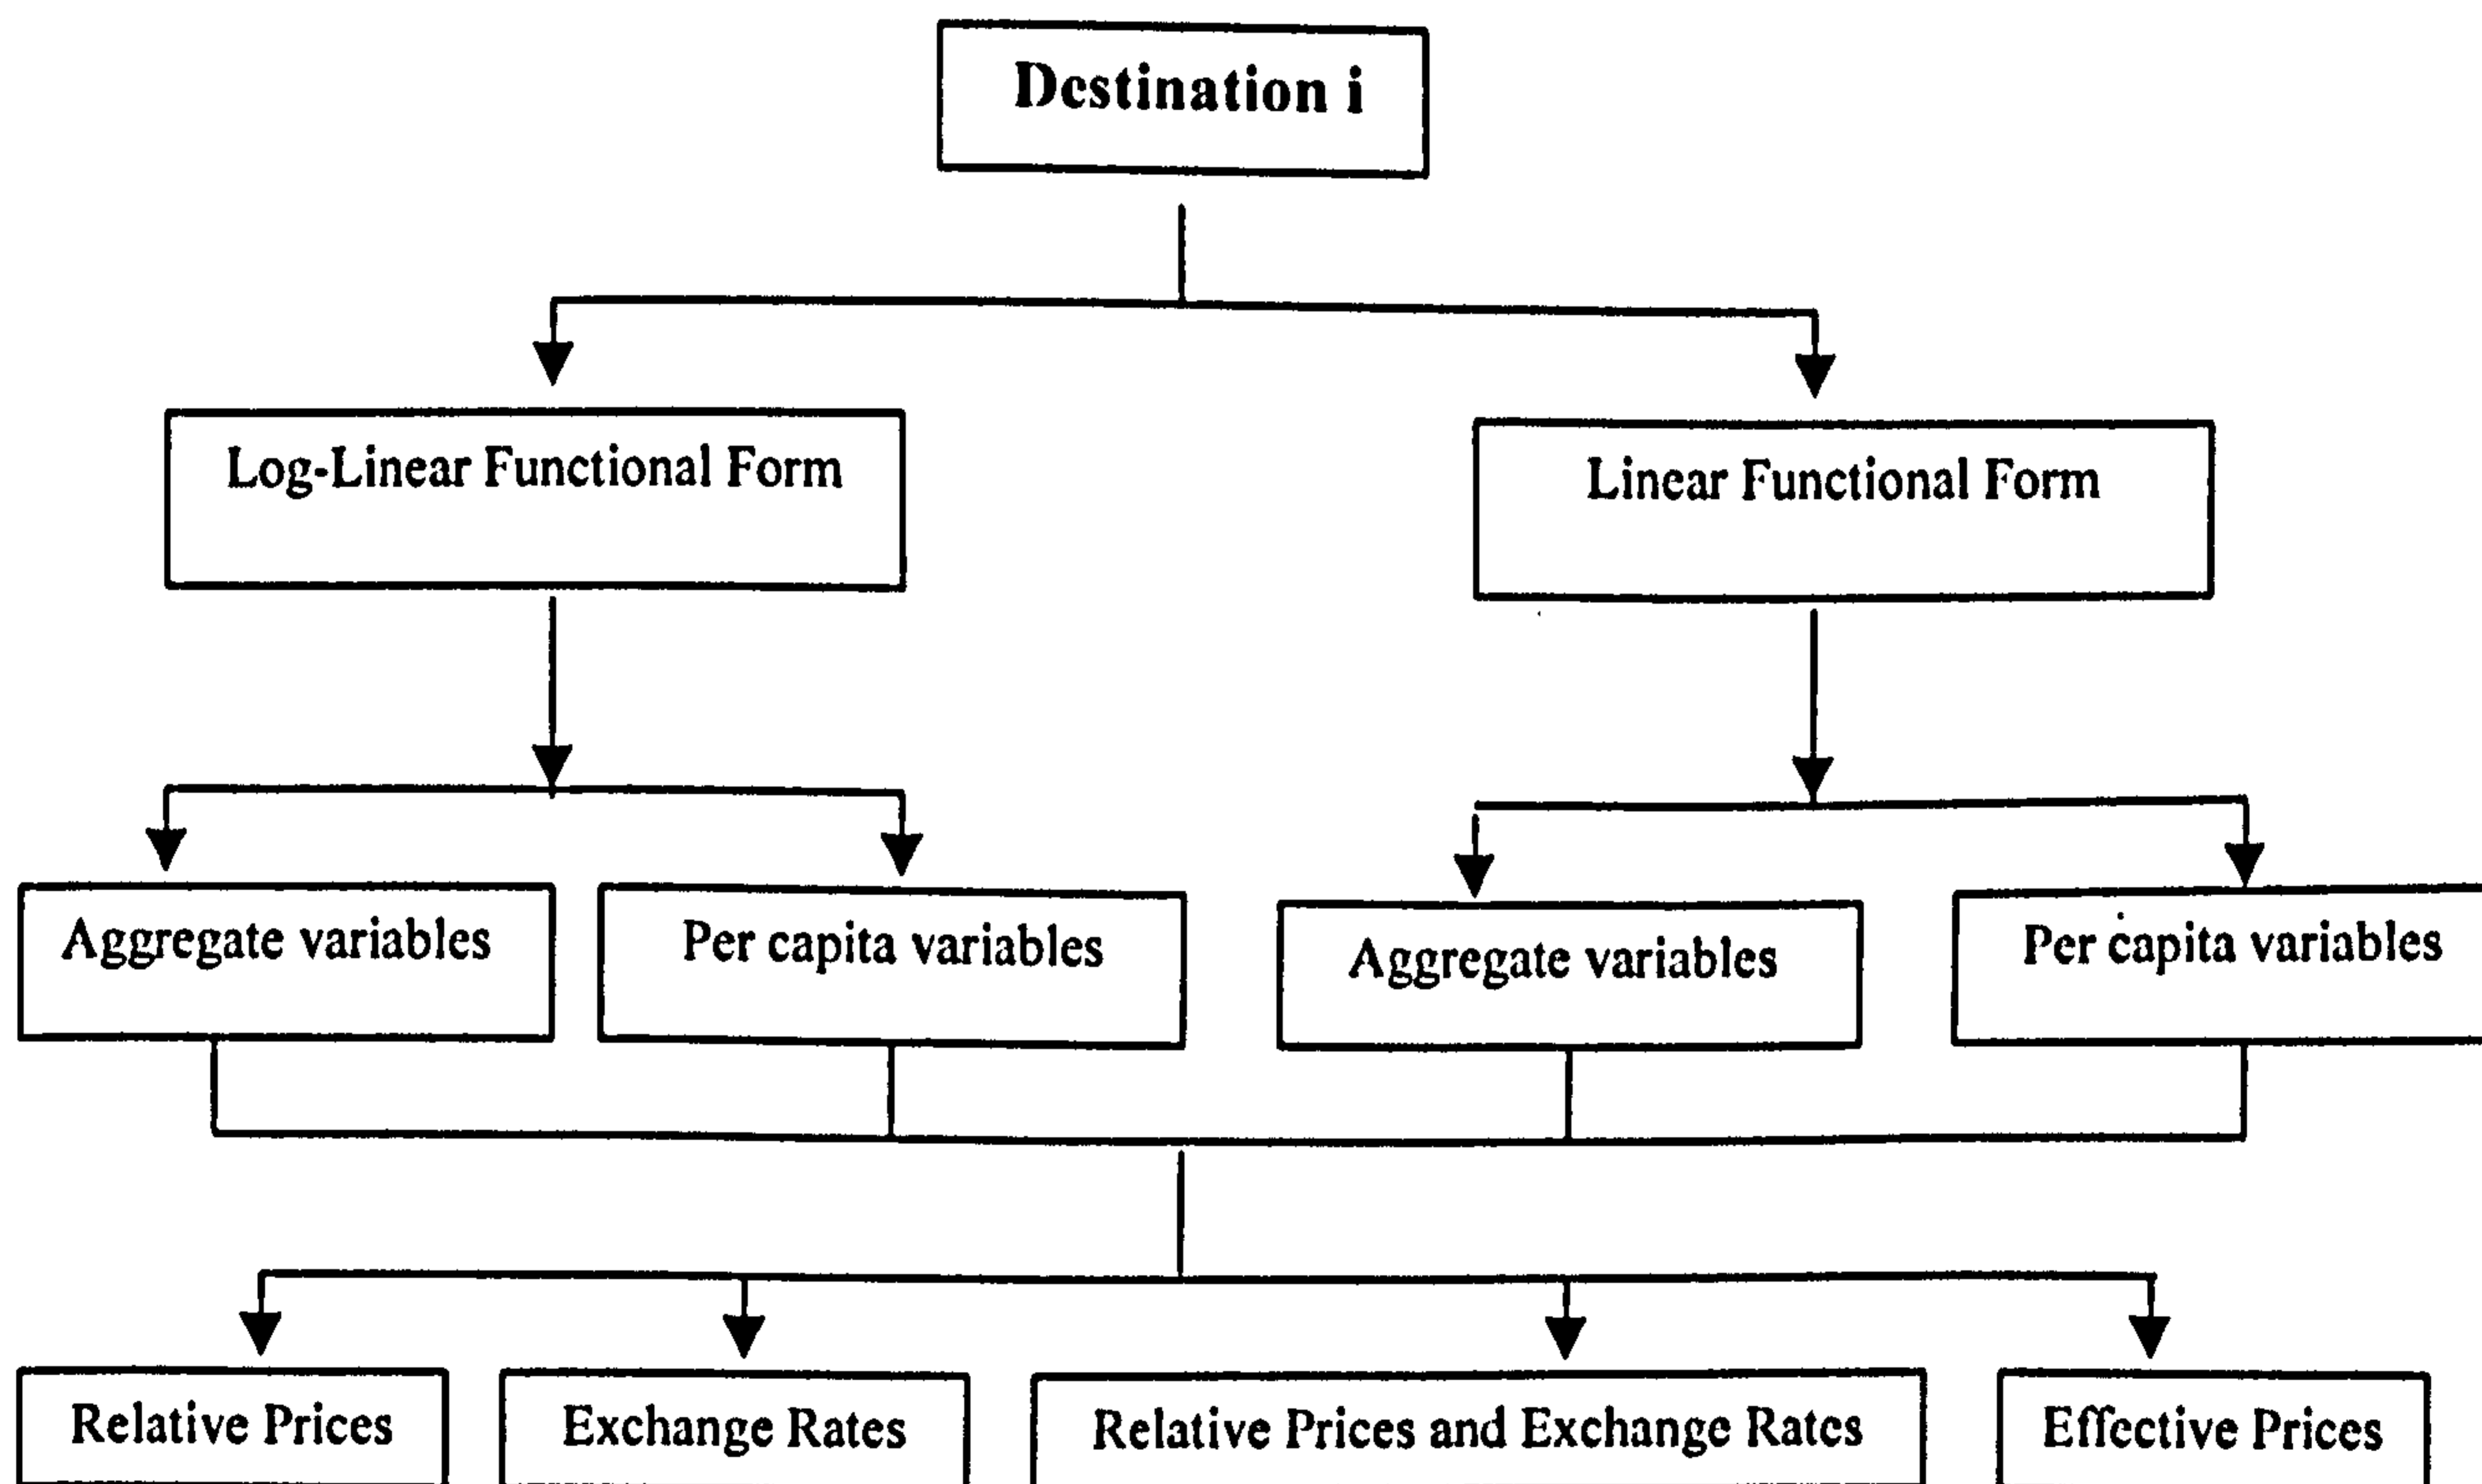 Destination i
Log-Linear Functional Form
Linear Functional Form
Aggregate variables
Per capita variables
Aggregate variables
Per capita variables
Relative Prices
Exchange Rates
Relative Prices and Exchange Rates
Effective Prices